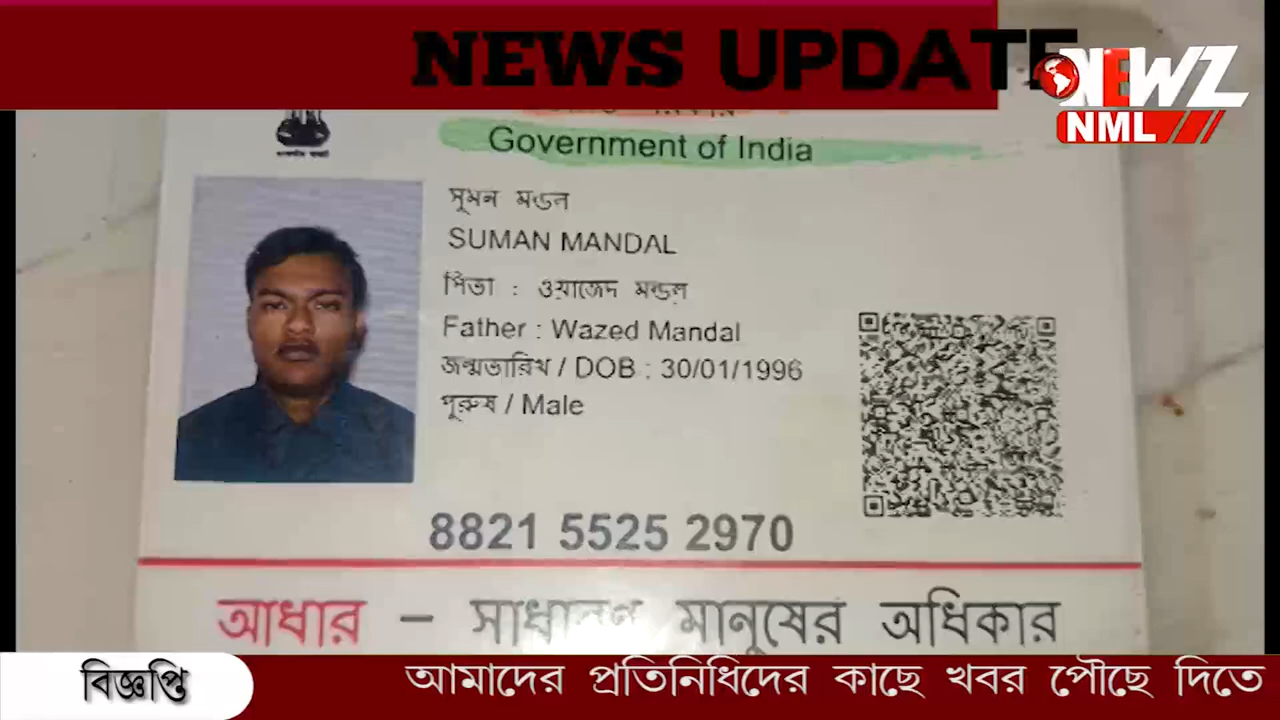 NEWS UPDATE
NEWZ
NML
Government of India
সুমন মন্ডল
SUMAN MANDAL
পিতা : ওয়াজেদ মন্ডল
Father : Wazed Mandal
জন্মতারিখ / DOB : 30/01/1996
পুরুষ / Male
8821 5525 2970
আধার – সাধারণ মানুষের অধিকার
বিজ্ঞপ্তি
আমাদের প্রতিনিধিদের কাছে খবর পৌছে দিতে